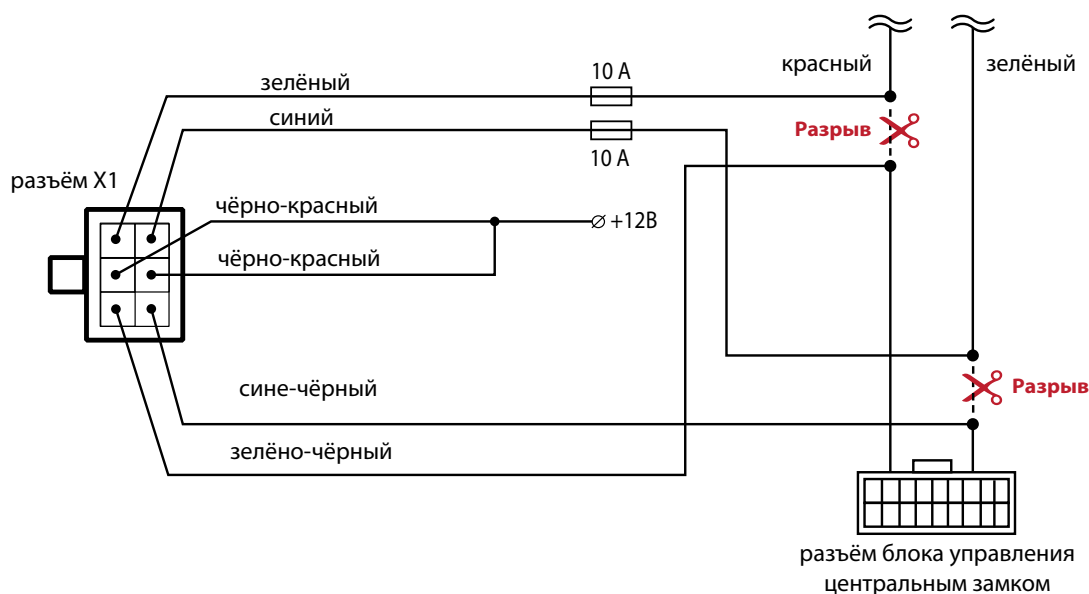 красный
зелёный
зелёный
10 А
синий
Разрыв
10 А
разъём X1
чёрно-красный
+12В
чёрно-красный
сине-чёрный
Разрыв
зелёно-чёрный
разъём блока управления
центральным замком